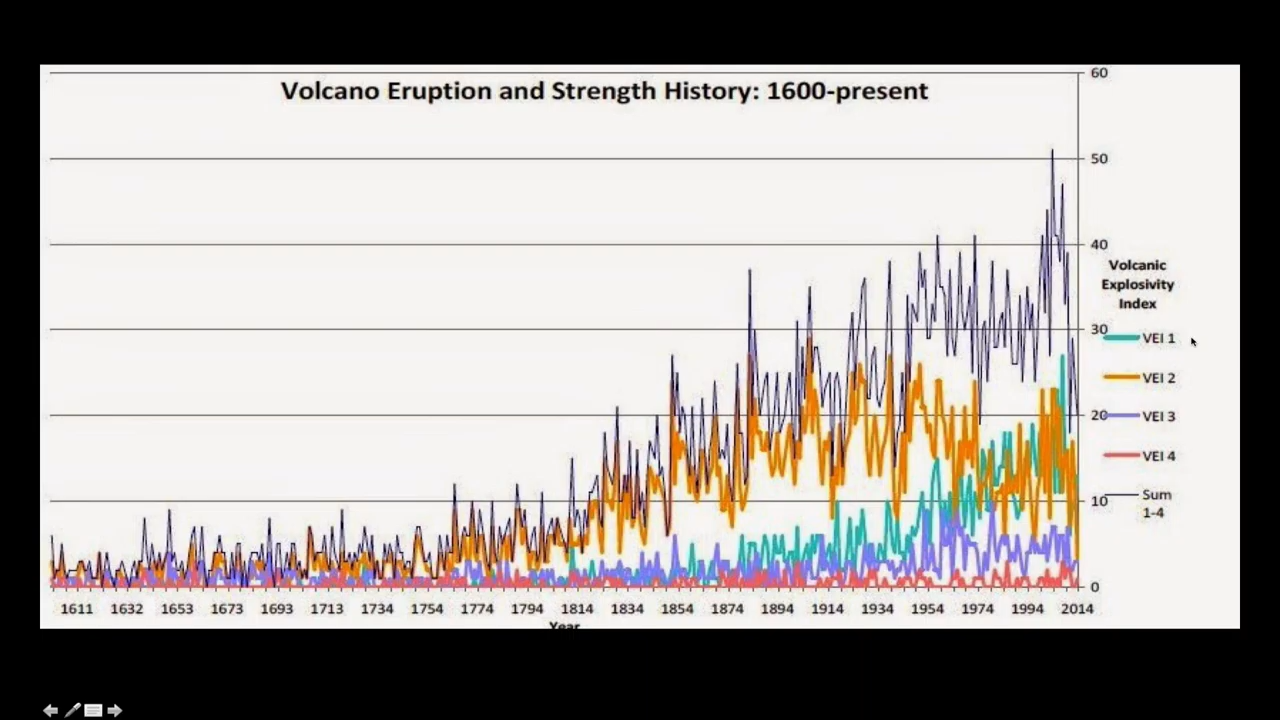 Volcano Eruption and Strength History: 1600-present
60
50
40
30
20
10
0
Volcanic
Explosivity
Index
VEI 1
VEI 2
VEI 3
VEI 4
Sum
1-4
1611 1632 1653 1673 1693 1713 1734 1754 1774 1794 1814 1834 1854 1874 1894 1914 1934 1954 1974 1994 2014
Year